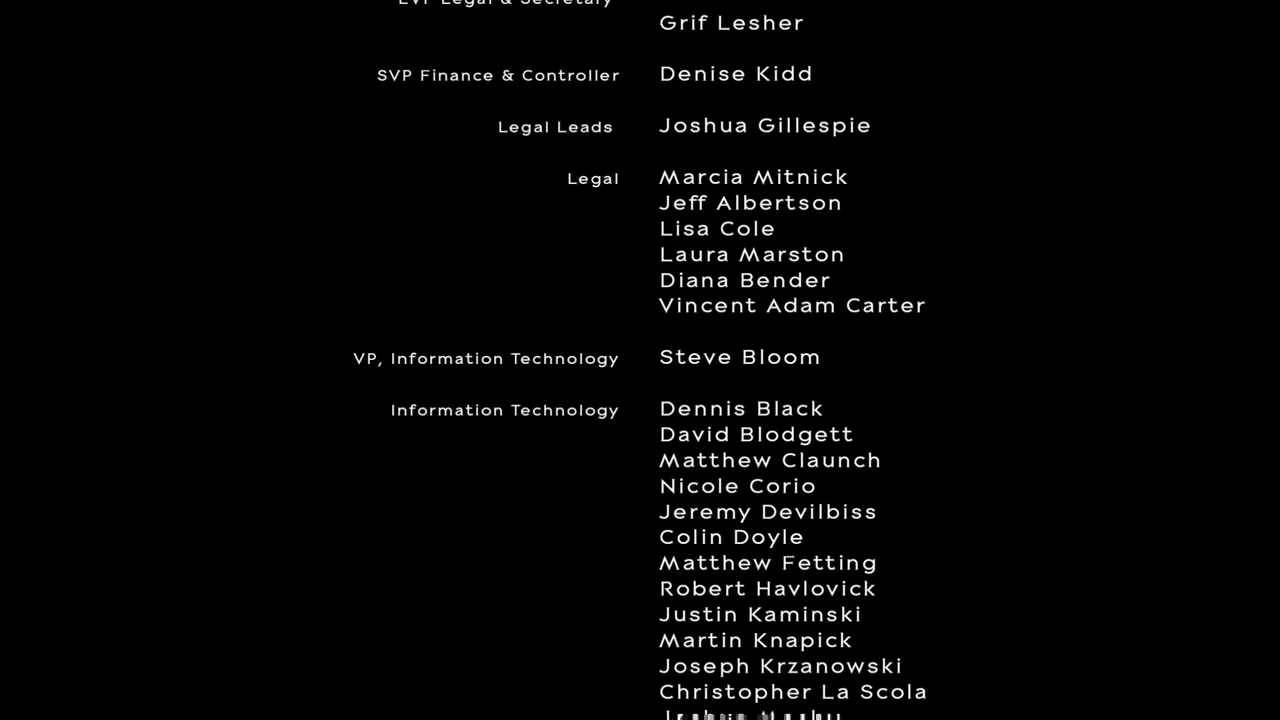 EVP Legal & Secretary
Grif Lesher
SVP Finance & Controller Denise Kidd
Legal Leads Joshua Gillespie
Legal Marcia Mitnick
Jeff Albertson
Lisa Cole
Laura Marston
Diana Bender
Vincent Adam Carter
VP, Information Technology Steve Bloom
Information Technology Dennis Black
David Blodgett
Matthew Claunch
Nicole Corio
Jeremy Devilbiss
Colin Doyle
Matthew Fetting
Robert Havlovick
Justin Kaminski
Martin Knapick
Joseph Krzanowski
Christopher La Scola